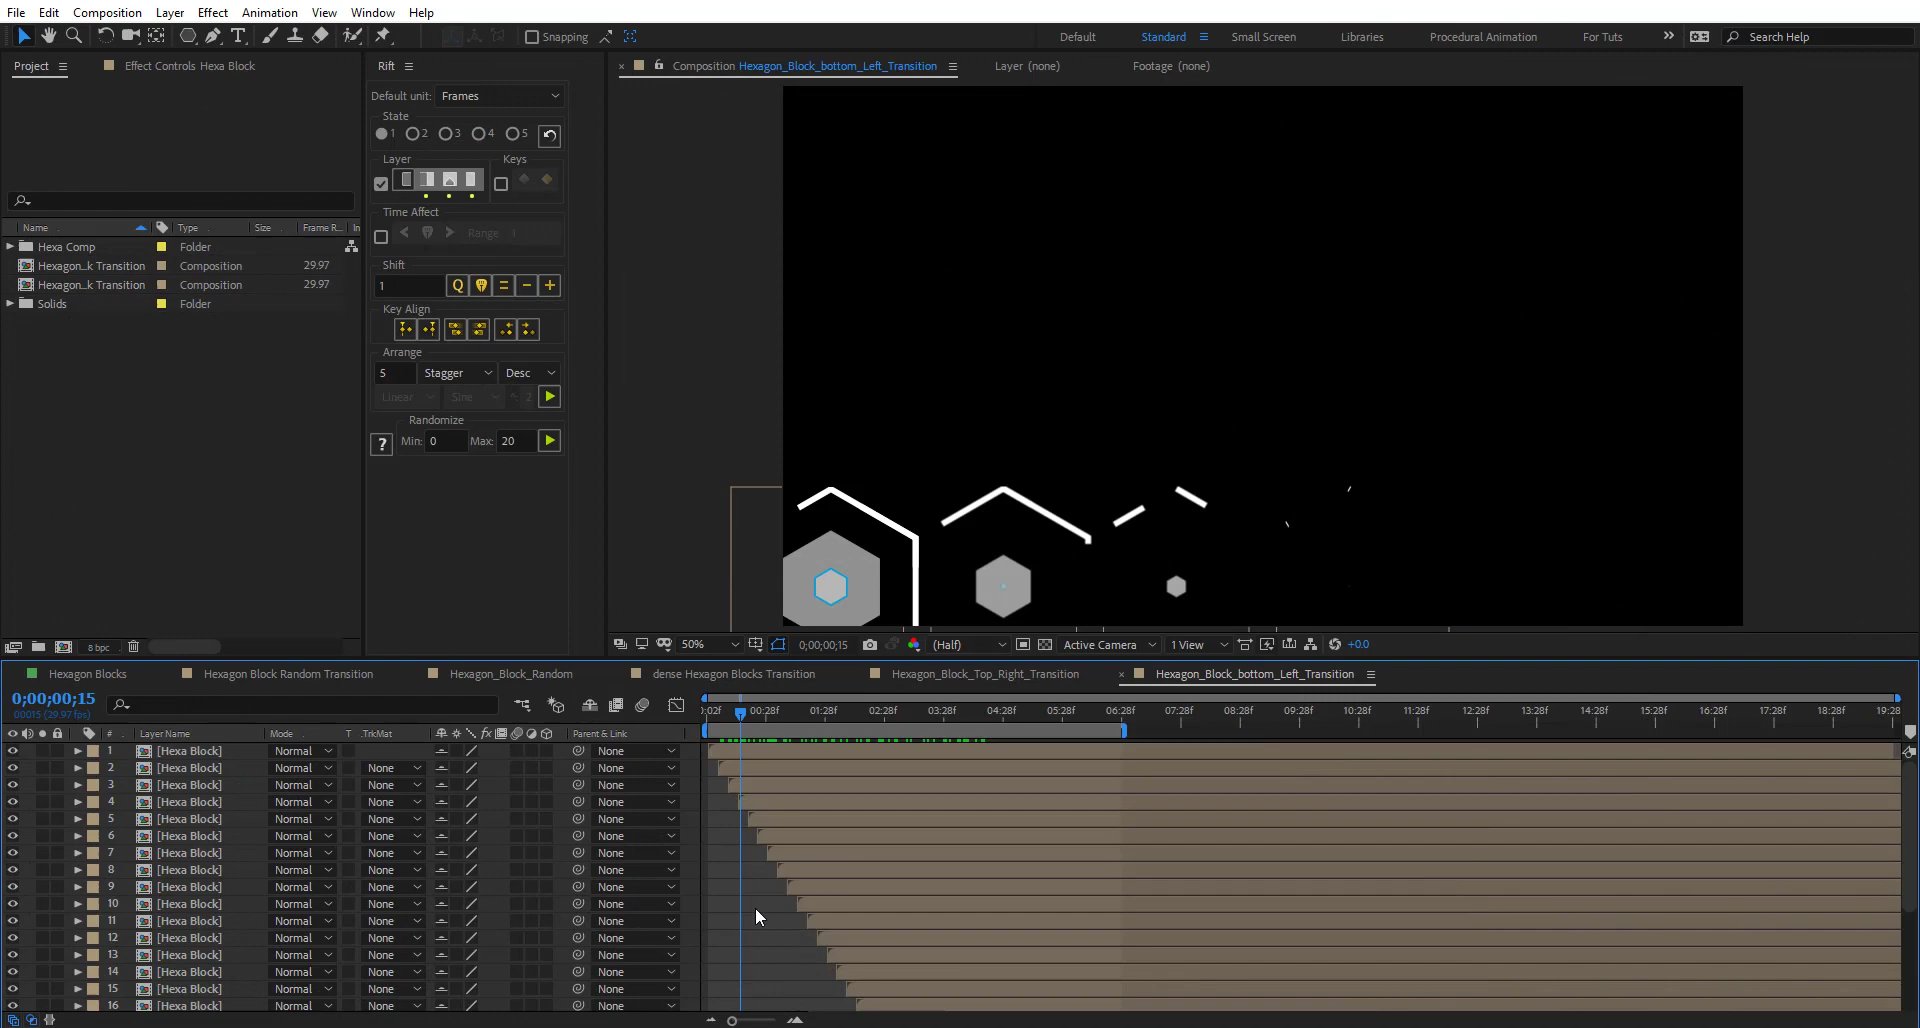 File Edit Composition Layer Effect Animation View Window Help
Snapping
Default Standard Small Screen Libraries Procedural Animation For Tuts Search Help
Project Effect Controls Hexa Block
Rift
Composition Hexagon_Block_bottom_Left_Transition Layer (none) Footage (none)
Default unit: Frames
State
1 2 3 4 5
Layer Keys
Time Affect
Range 1
Shift
1 Q
Key Align
Arrange
5 Stagger Desc
Linear Sine 2
Randomize
? Min: 0 Max: 20
Name Type Size Frame R... In
Hexa Comp Folder
Hexagon_k Transition Composition 29.97
Hexagon_k Transition Composition 29.97
Solids Folder
8 bpc
50% 0;00;00;15 (Half) Active Camera 1 View +0.0
Hexagon Blocks Hexagon Block Random Transition Hexagon_Block_Random dense Hexagon Blocks Transition Hexagon_Block_Top_Right_Transition Hexagon_Block_bottom_Left_Transition
0;00;00;15
00015 (29.97 fps)
):02f 00:28f 01:28f 02:28f 03:28f 04:28f 05:28f 06:28f 07:28f 08:28f 09:28f 10:28f 11:28f 12:28f 13:28f 14:28f 15:28f 16:28f 17:28f 18:28f 19:28f
# Layer Name Mode T .TrkMat fx Parent & Link
1 [Hexa Block] Normal None
2 [Hexa Block] Normal None None
3 [Hexa Block] Normal None None
4 [Hexa Block] Normal None None
5 [Hexa Block] Normal None None
6 [Hexa Block] Normal None None
7 [Hexa Block] Normal None None
8 [Hexa Block] Normal None None
9 [Hexa Block] Normal None None
10 [Hexa Block] Normal None None
11 [Hexa Block] Normal None None
12 [Hexa Block] Normal None None
13 [Hexa Block] Normal None None
14 [Hexa Block] Normal None None
15 [Hexa Block] Normal None None
16 [Hexa Block] Normal None None